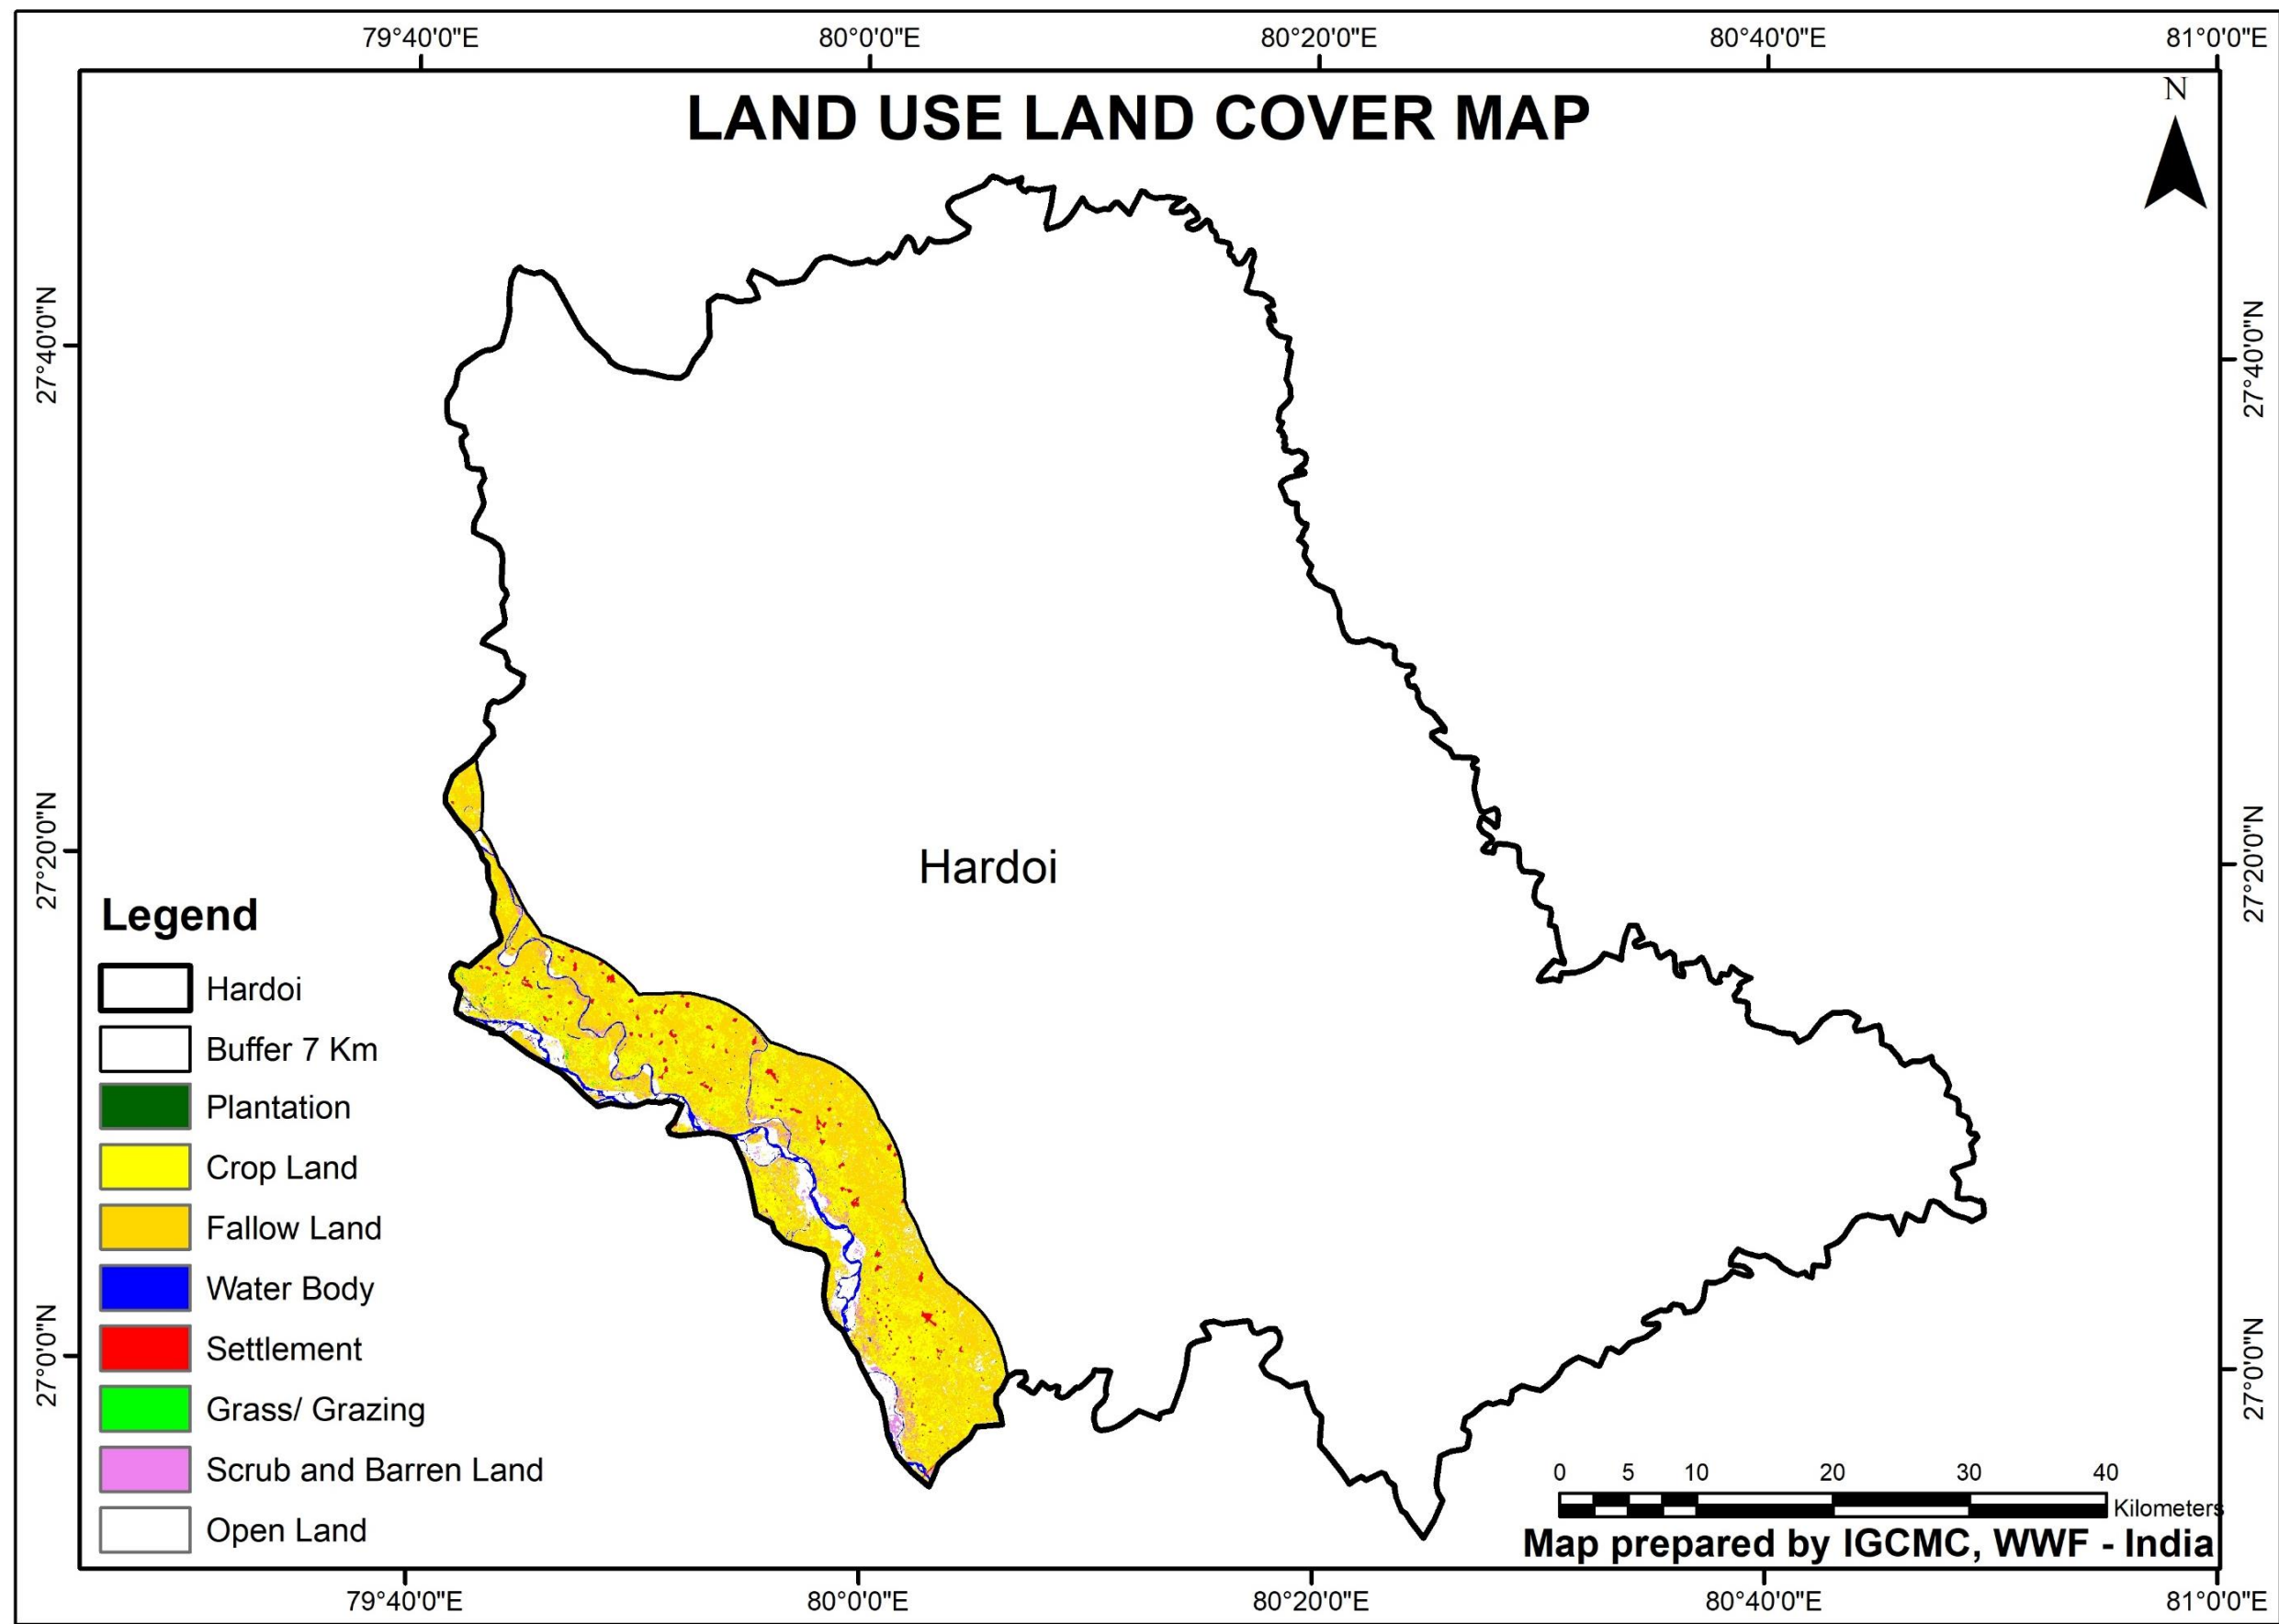 79°40'0"E 80°0'0"E 80°20'0"E 80°40'0"E 81°0'0"E
LAND USE LAND COVER MAP
N
27°40'0"N
27°40'0"N
27°20'0"N
27°20'0"N
Hardoi
Legend
Hardoi
Buffer 7 Km
Plantation
Crop Land
Fallow Land
Water Body
Settlement
Grass/ Grazing
Scrub and Barren Land
Open Land
27°0'0"N
27°0'0"N
0 5 10 20 30 40
Kilometers
Map prepared by IGCMC, WWF - India
79°40'0"E 80°0'0"E 80°20'0"E 80°40'0"E 81°0'0"E